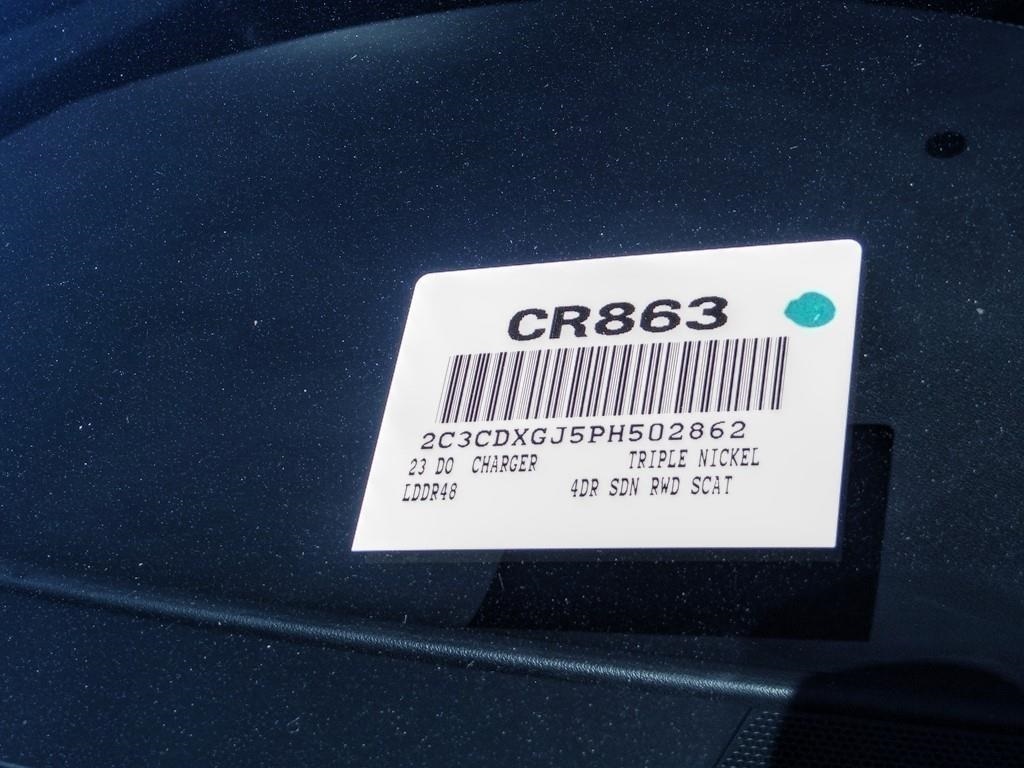 CR863
2C3CDXGJ5PH502862
23 DO CHARGER TRIPLE NICKEL
LDDR48 4DR SDN RWD SCAT